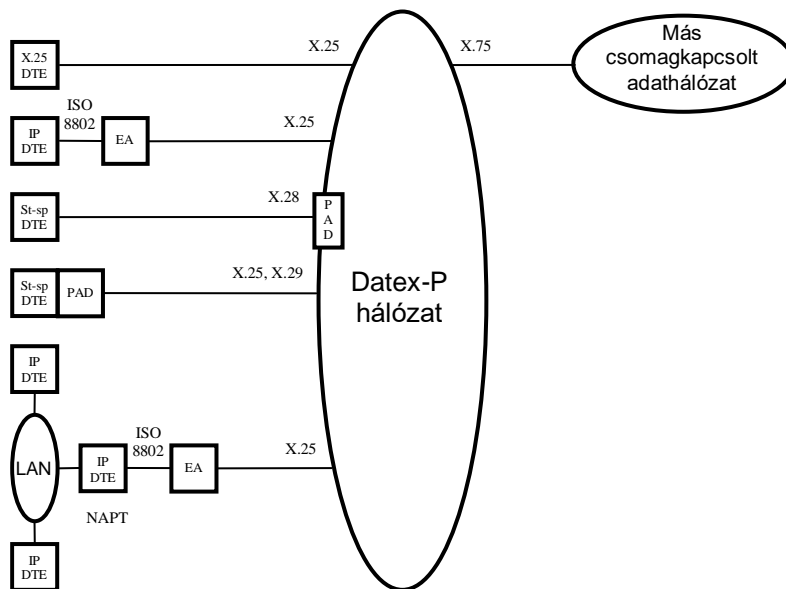 X.25
DTE
X.25
X.75
Más
csomagkapcsolt
adathálózat
ISO
8802
IP
DTE
EA
X.25
St-sp
DTE
X.28
P
A
D
St-sp
DTE
PAD
X.25, X.29
Datex-P
hálózat
IP
DTE
LAN
IP
DTE
ISO
8802
EA
X.25
NAPT
IP
DTE